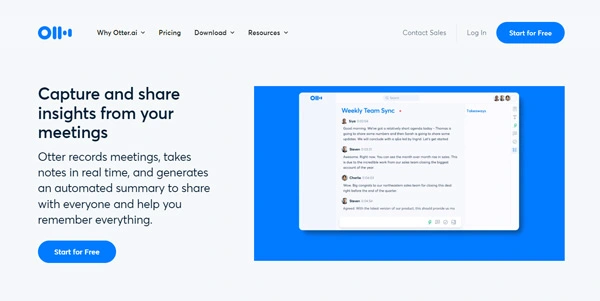 Otter
Why Otter.ai Pricing Download Resources Contact Sales Log In Start for Free
Capture and share
insights from your
meetings
Otter records meetings, takes
notes in real time, and generates
an automated summary to share
with everyone and help you
remember everything.
Start for Free
Weekly Team Sync
Takeaways
Good morning. We've got a relatively short agenda today - Thomas is
going to share some numbers and then Sarah is going to share some
updates. We will conclude with
Let's get started
Steven
Awesome. Right now, You can see the month over month rise in users. This
is due to the incredible work from our sales team closing the biggest
account of the year.
Charlie
Wow. Big congrats to our northeastern sales team for closing this deal
right before the end of the quarter.
Steven
Agreed. With the latest version of our product this should provide us